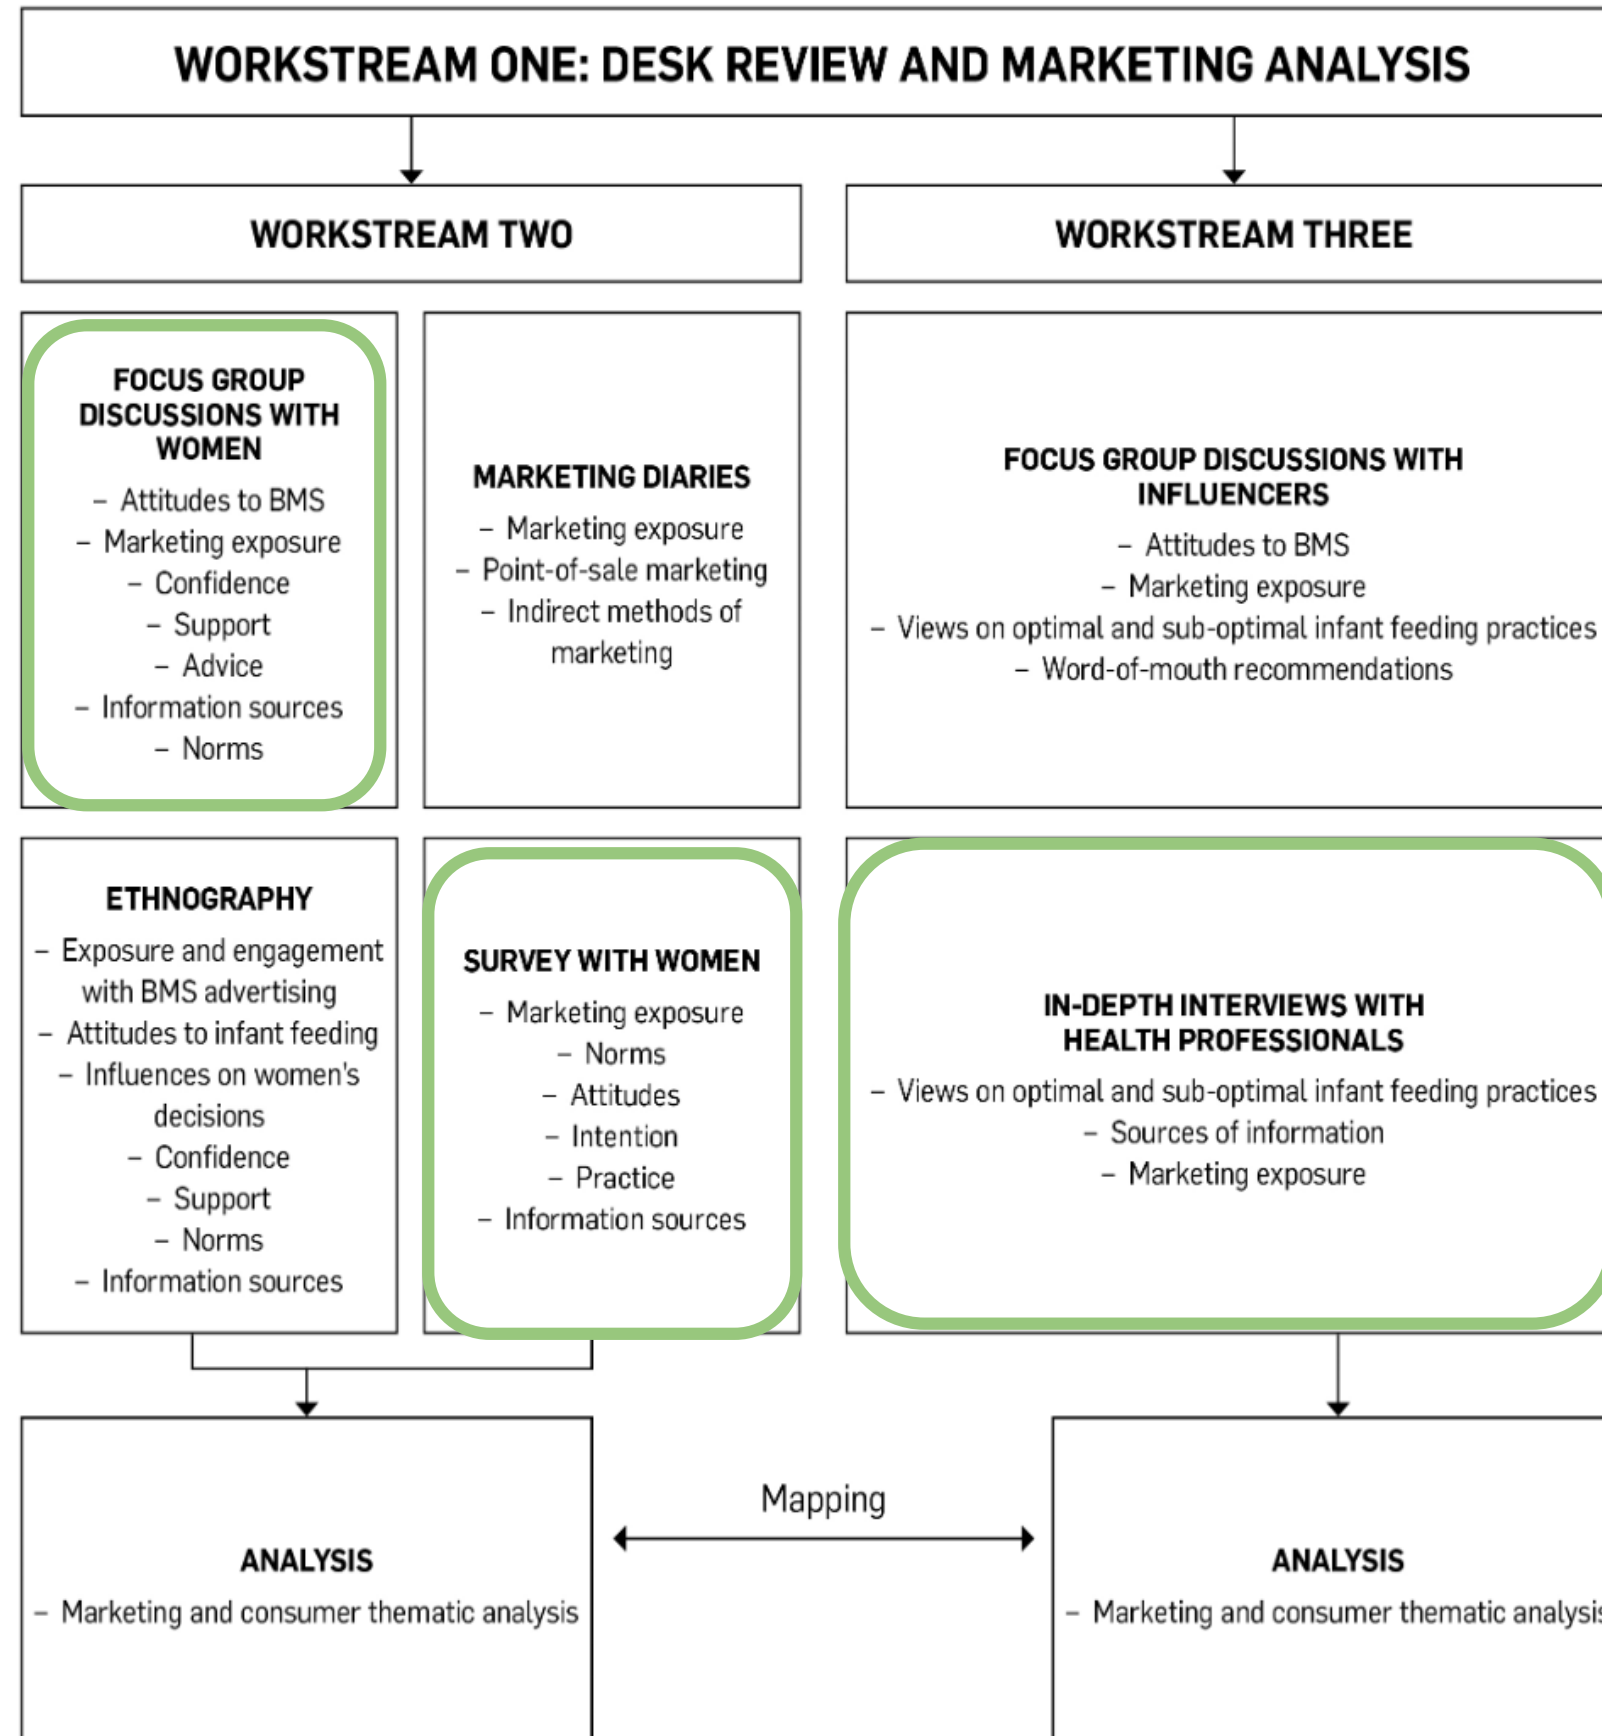 WORKSTREAM ONE: DESK REVIEW AND MARKETING ANALYSIS
WORKSTREAM TWO
WORKSTREAM THREE
FOCUS GROUP
DISCUSSIONS WITH
WOMEN
– Attitudes to BMS
– Marketing exposure
– Confidence
– Support
– Advice
– Information sources
– Norms
MARKETING DIARIES
– Marketing exposure
– Point-of-sale marketing
– Indirect methods of
marketing
FOCUS GROUP DISCUSSIONS WITH
INFLUENCERS
– Attitudes to BMS
– Marketing exposure
– Views on optimal and sub-optimal infant feeding practices
– Word-of-mouth recommendations
ETHNOGRAPHY
– Exposure and engagement
with BMS advertising
– Attitudes to infant feeding
– Influences on women's
decisions
– Confidence
– Support
– Norms
– Information sources
SURVEY WITH WOMEN
– Marketing exposure
– Norms
– Attitudes
– Intention
– Practice
– Information sources
IN-DEPTH INTERVIEWS WITH
HEALTH PROFESSIONALS
– Views on optimal and sub-optimal infant feeding practices
– Sources of information
– Marketing exposure
ANALYSIS
– Marketing and consumer thematic analysis
Mapping
ANALYSIS
– Marketing and consumer thematic analysis